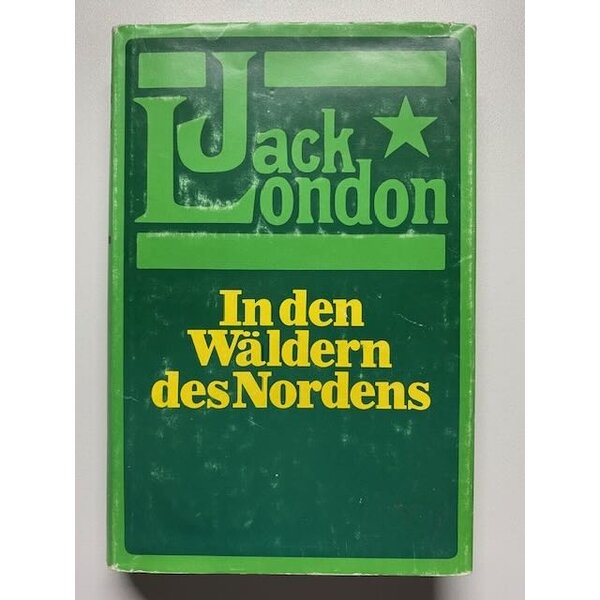 Jack
London
In den
Wäldern
des Nordens